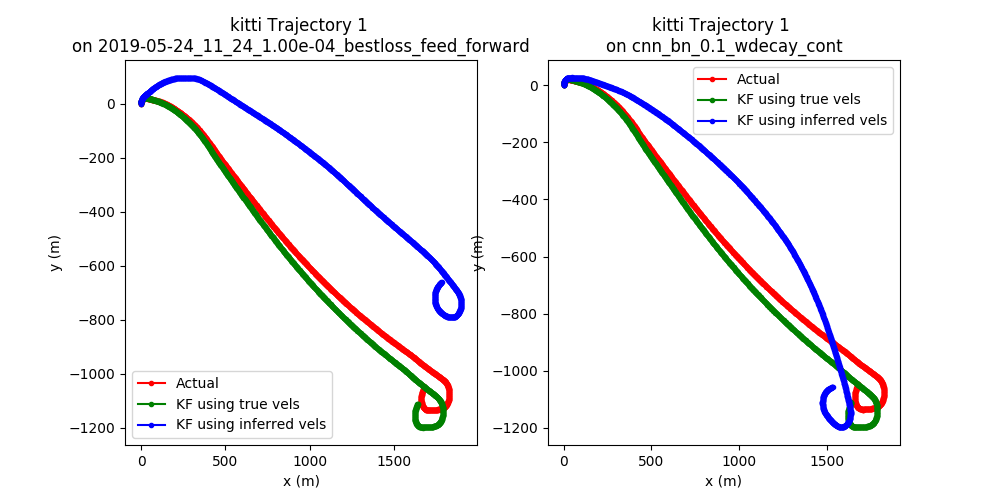 kitti Trajectory 1
on 2019-05-24_11_24_1.00e-04_bestloss_feed_forward
0
−200
−400
−600
−800
−1000
−1200
y (m)
Actual
KF using true vels
KF using inferred vels
0
500
1000
1500
x (m)
kitti Trajectory 1
on cnn_bn_0.1_wdecay_cont
0
−200
−400
−600
−800
−1000
−1200
y (m)
Actual
KF using true vels
KF using inferred vels
0
500
1000
1500
x (m)